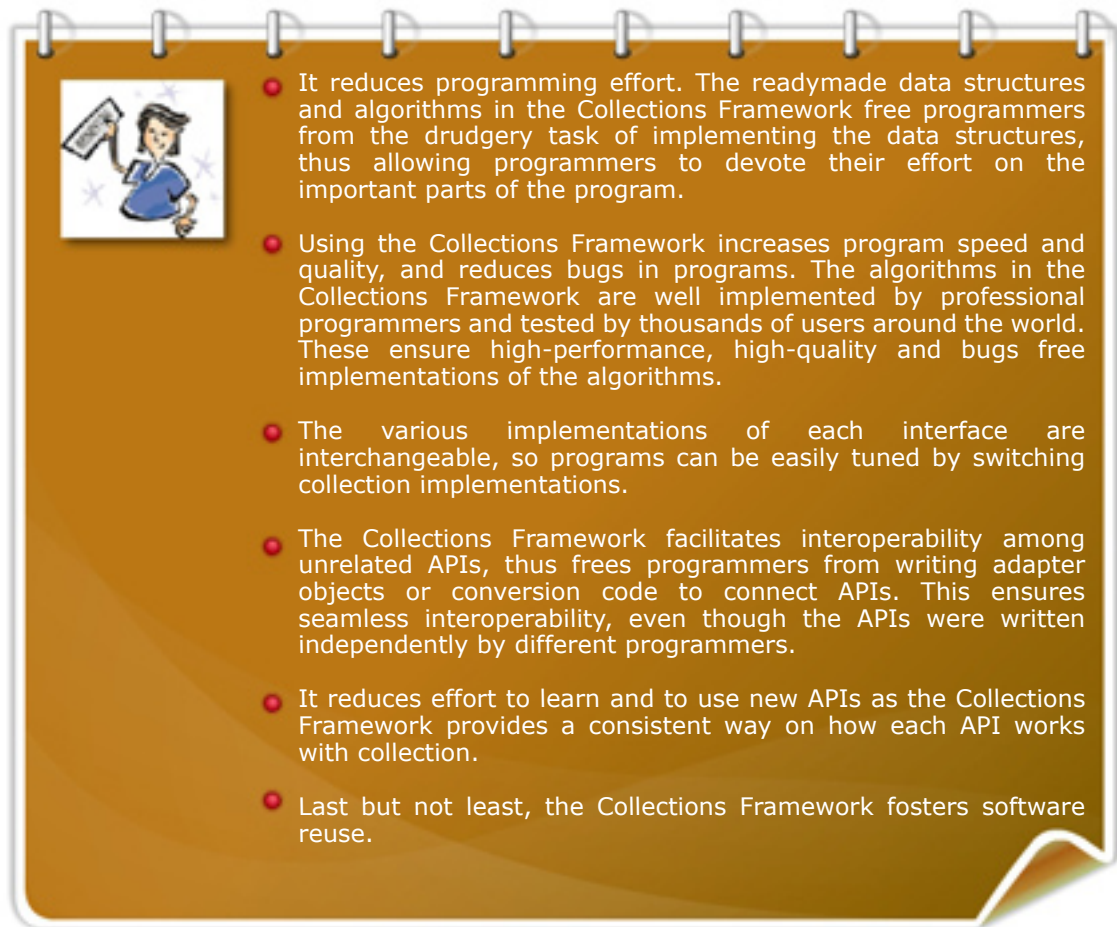 It reduces programming effort. The readymade data structures
and algorithms in the Collections Framework free programmers
from the drudgery task of implementing the data structures,
thus allowing programmers to devote their effort on the
important parts of the program.
Using the Collections Framework increases program speed and
quality, and reduces bugs in programs. The algorithms in the
Collections Framework are well implemented by professional
programmers and tested by thousands of users around the world.
These ensure high-performance, high-quality and bugs free
implementations of the algorithms.
The various implementations of each interface are
interchangeable, so programs can be easily tuned by switching
collection implementations.
The Collections Framework facilitates interoperability among
unrelated APIs, thus frees programmers from writing adapter
objects or conversion code to connect APIs. This ensures
seamless interoperability, even though the APIs were written
independently by different programmers.
It reduces effort to learn and to use new APIs as the Collections
Framework provides a consistent way on how each API works
with collection.
Last but not least, the Collections Framework fosters software
reuse.